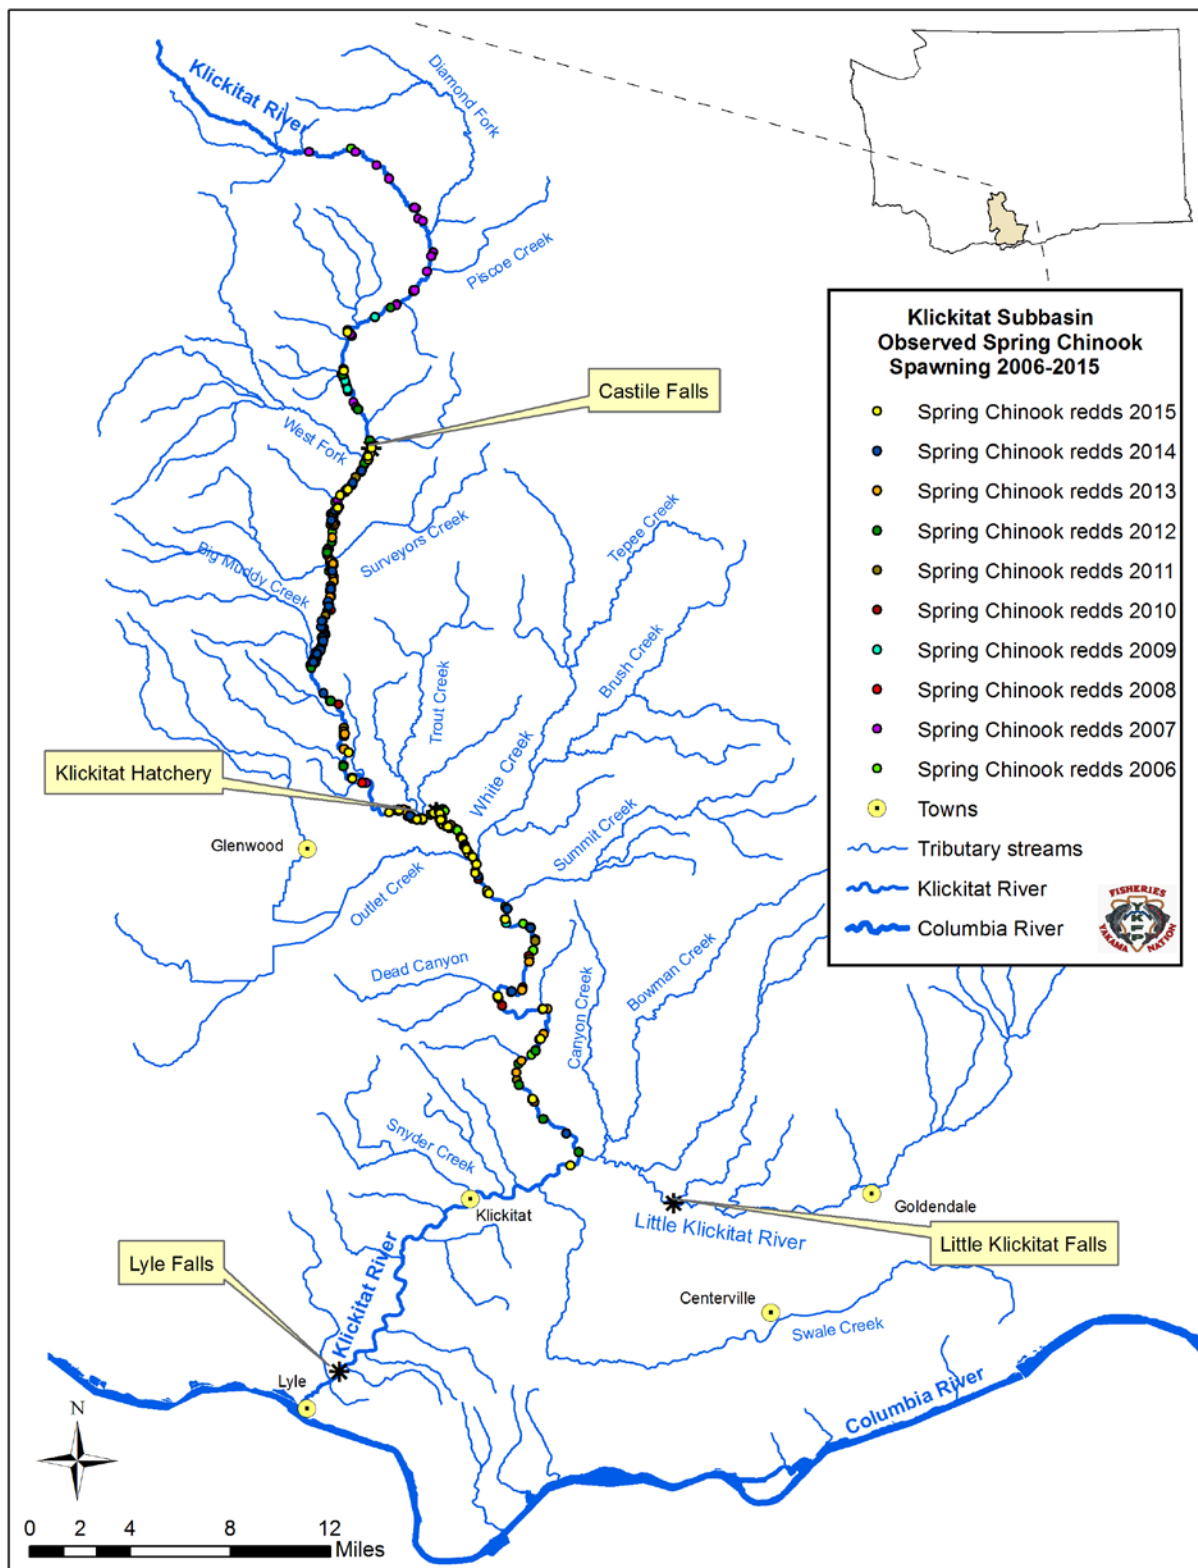 Klickitat River
Diamond Fork
Piscoe Creek
Castile Falls
West Fork
Surveyors Creek
Big Muddy Creek
Tepee Creek
Brush Creek
Trout Creek
White Creek
Klickitat Hatchery
Glenwood
Summit Creek
Outlet Creek
Dead Canyon
Canyon Creek
Bowman Creek
Snyder Creek
Klickitat
Goldendale
Little Klickitat River
Little Klickitat Falls
Lyle Falls
Klickitat River
Centerville
Swale Creek
Lyle
Columbia River
N
0 2 4 8 12
Miles
Klickitat Subbasin
Observed Spring Chinook
Spawning 2006-2015
Spring Chinook redds 2015
Spring Chinook redds 2014
Spring Chinook redds 2013
Spring Chinook redds 2012
Spring Chinook redds 2011
Spring Chinook redds 2010
Spring Chinook redds 2009
Spring Chinook redds 2008
Spring Chinook redds 2007
Spring Chinook redds 2006
Towns
Tributary streams
Klickitat River
Columbia River
FISHERIES
YKFP
YAKAMA NATION